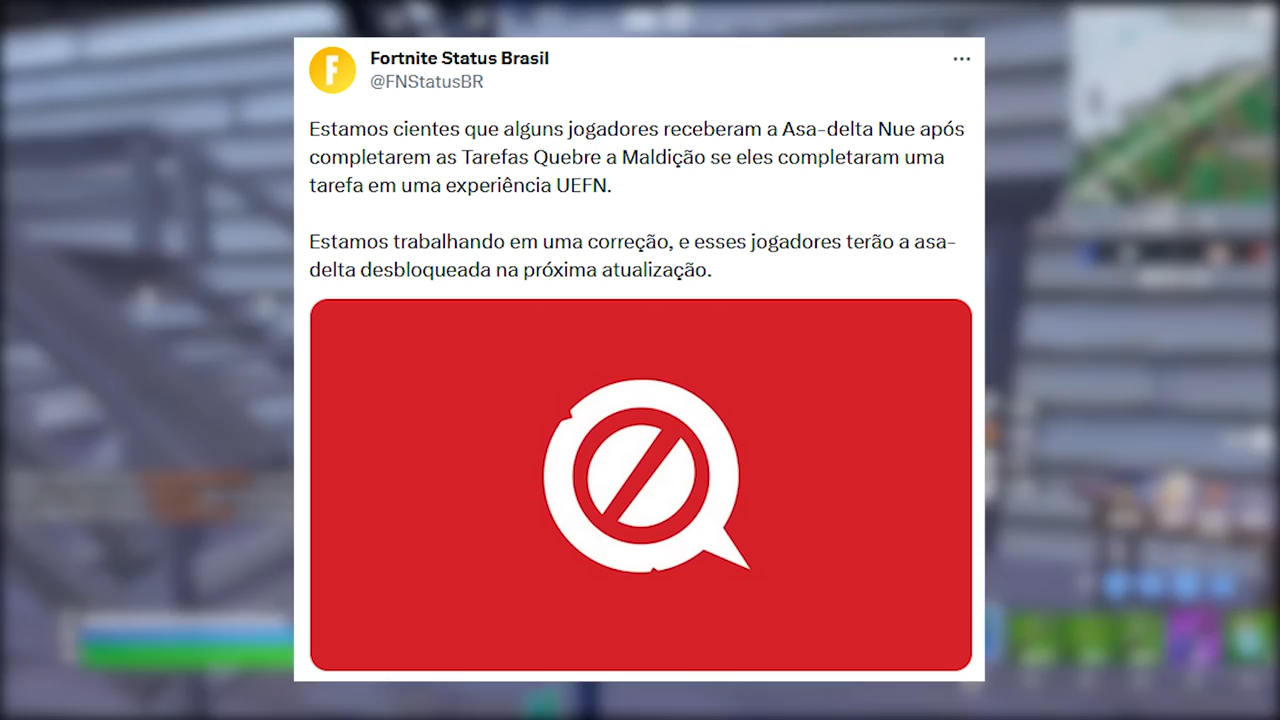 Fortnite Status Brasil
@FNStatusBR
Estamos cientes que alguns jogadores receberam a Asa-delta Nue após
completarem as Tarefas Quebre a Maldição se eles completaram uma
tarefa em uma experiência UEFN.
Estamos trabalhando em uma correção, e esses jogadores terão a asa-
delta desbloqueada na próxima atualização.